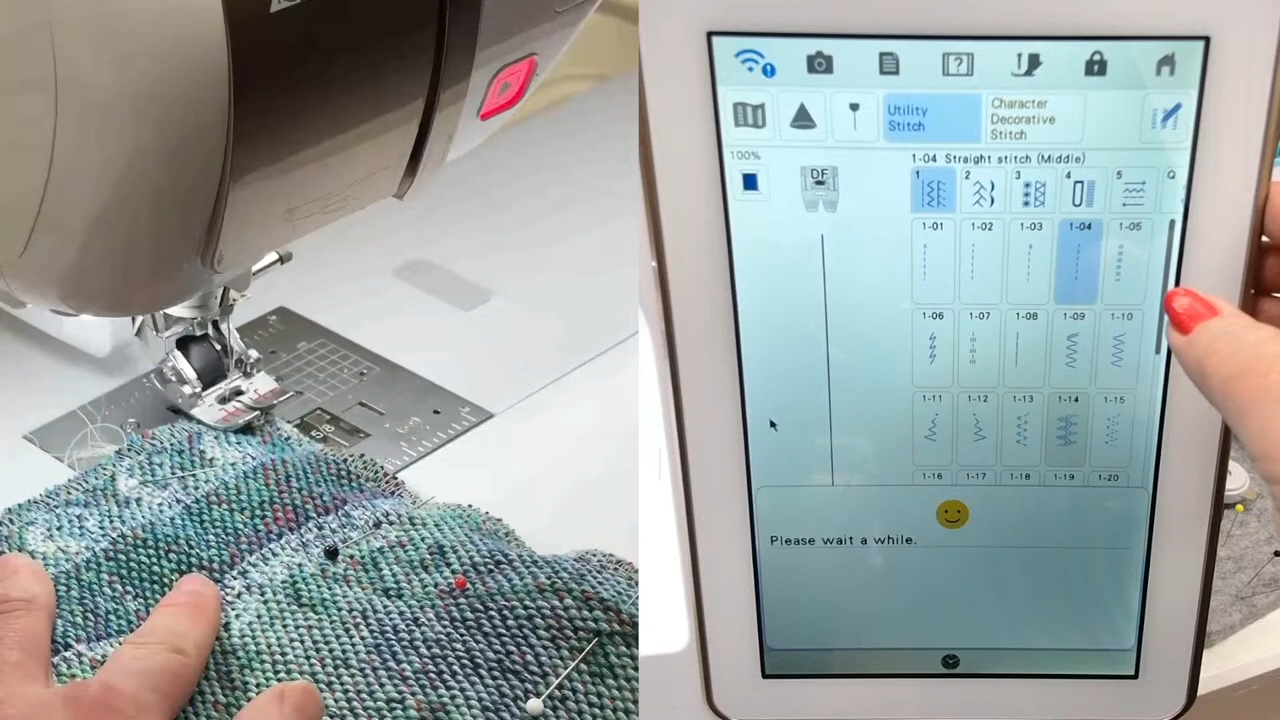 5/8
Utility
Stitch
Character
Decorative
Stitch
100%
DF
1-04 Straight stitch (Middle)
1 2 3 4 5
1-01 1-02 1-03 1-04 1-05
1-06 1-07 1-08 1-09 1-10
1-11 1-12 1-13 1-14 1-15
1-16 1-17 1-18 1-19 1-20
Please wait a while.